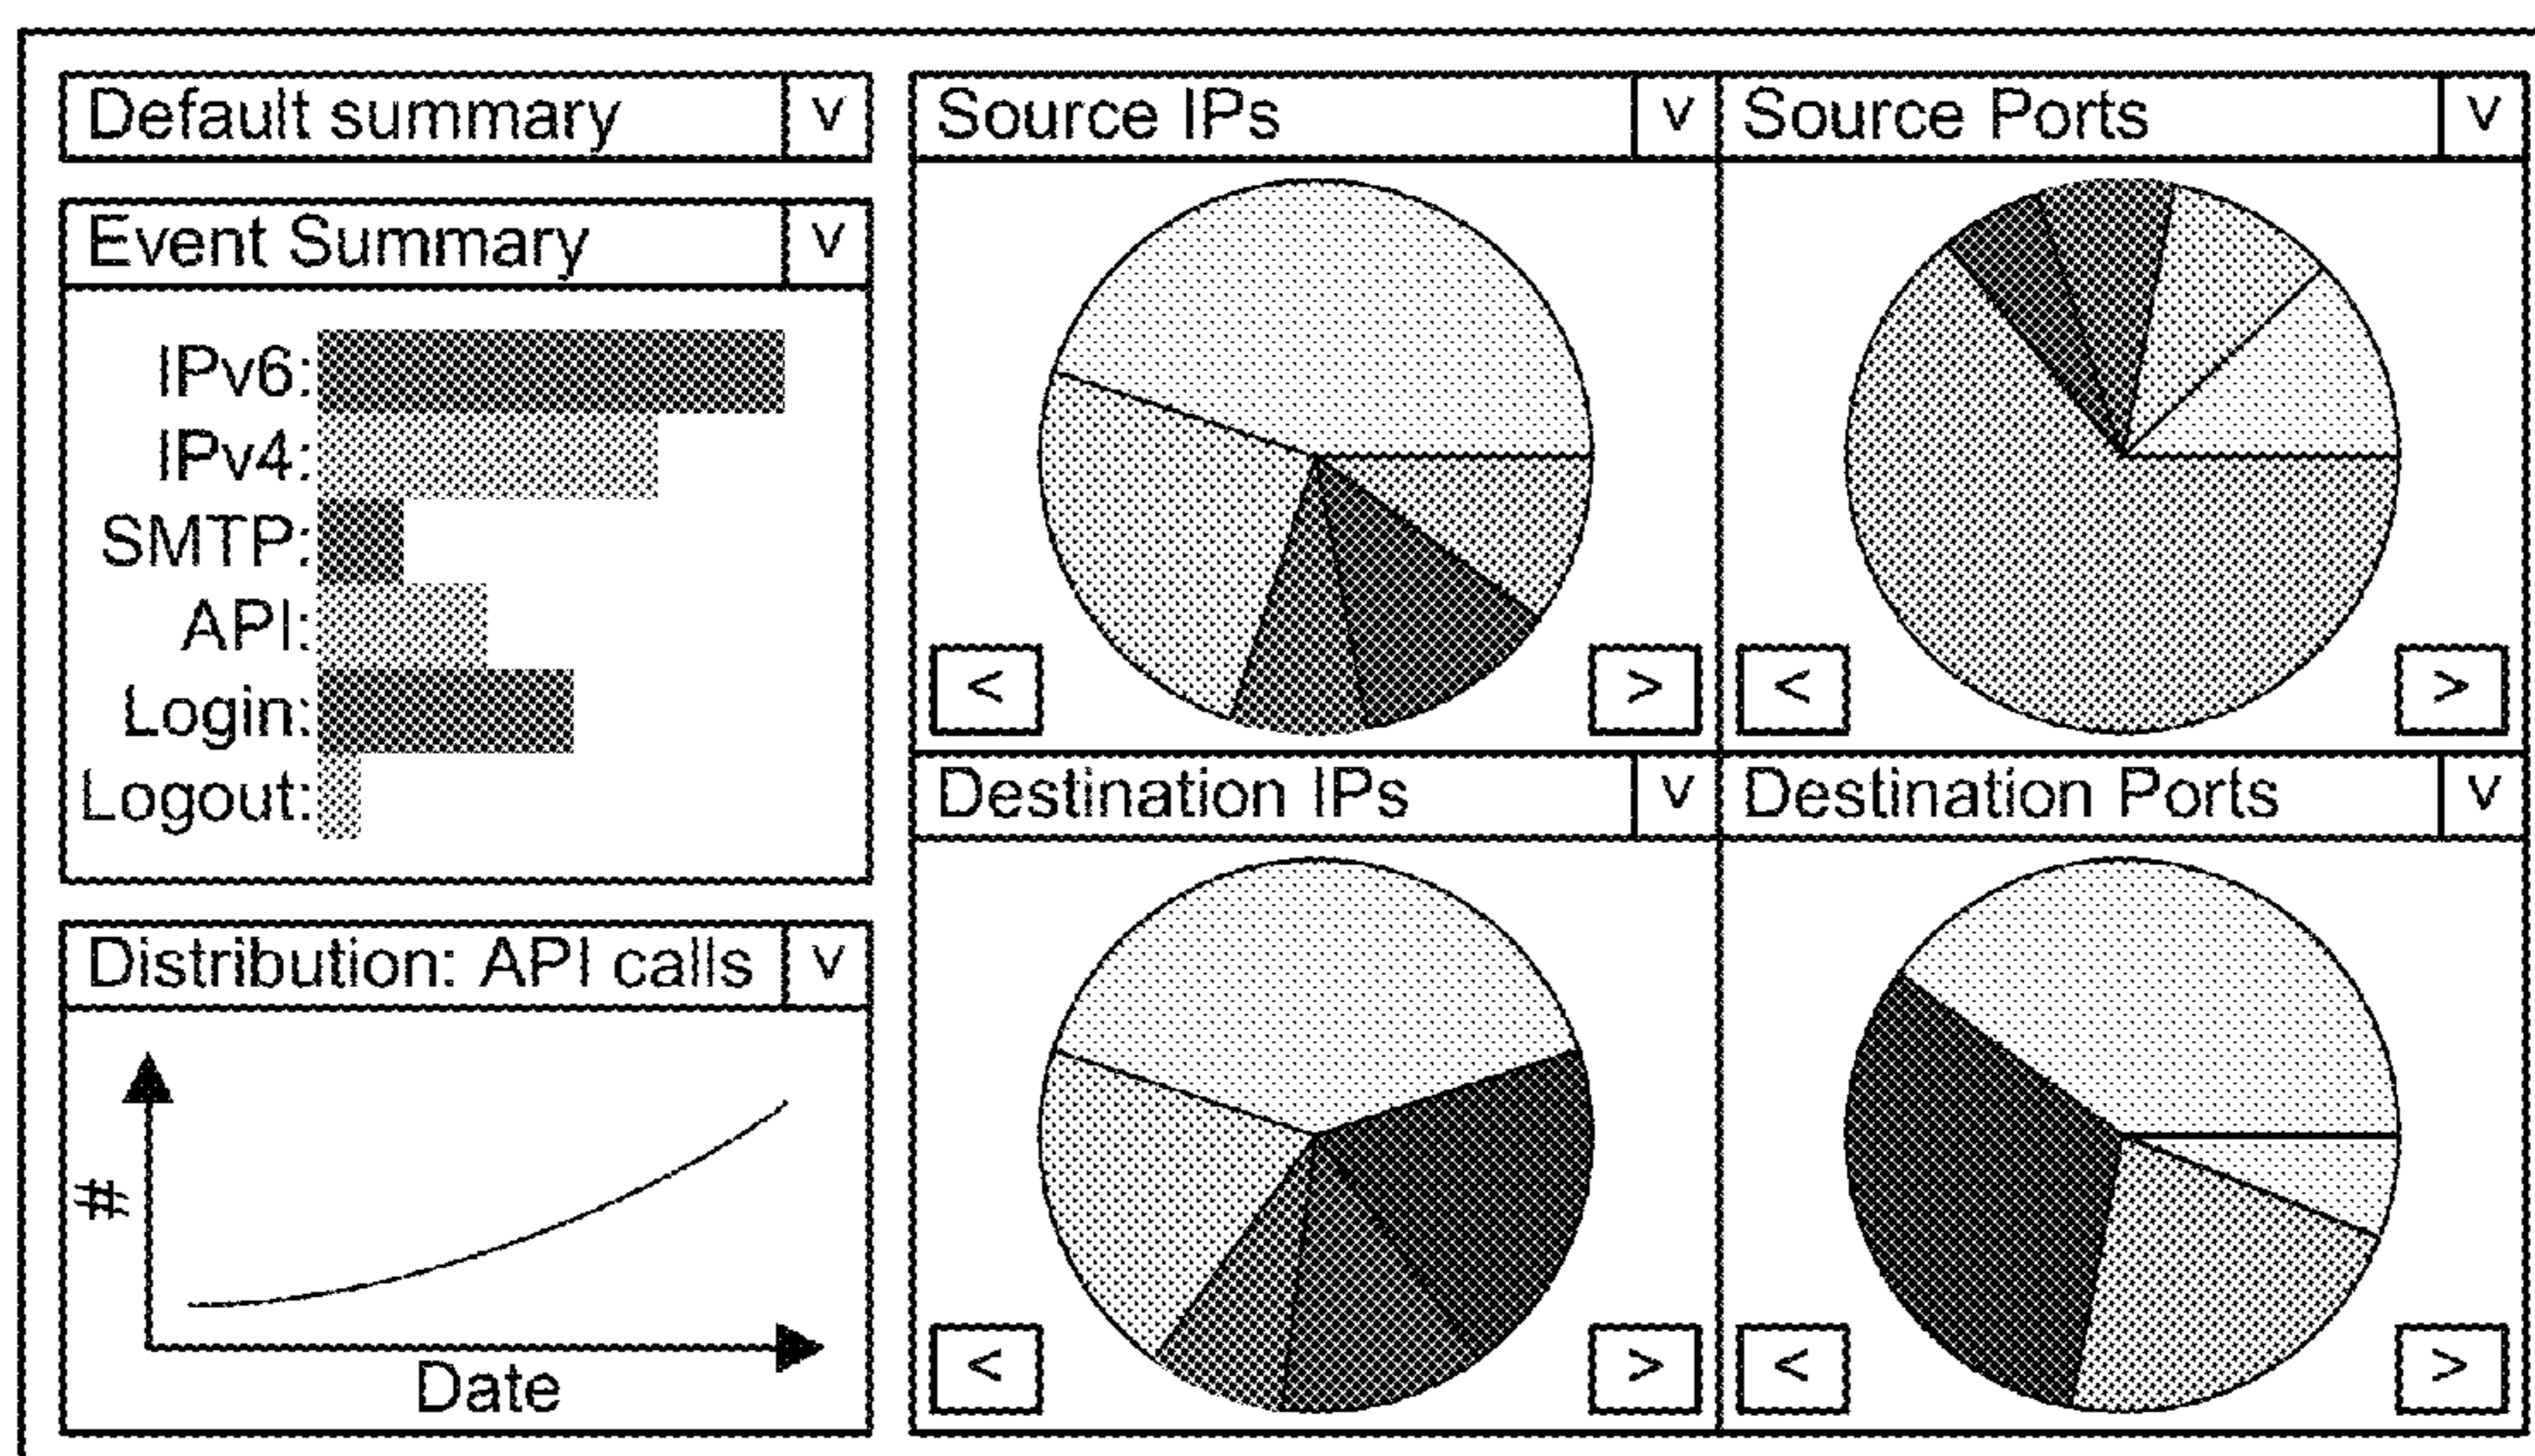 Default summary v
Event Summary v
IPv6:
IPv4:
SMTP:
API:
Login:
Logout:
Distribution: API calls v
#
Date
Source IPs v
< >
Source Ports v
< >
Destination IPs v
< >
Destination Ports v
< >